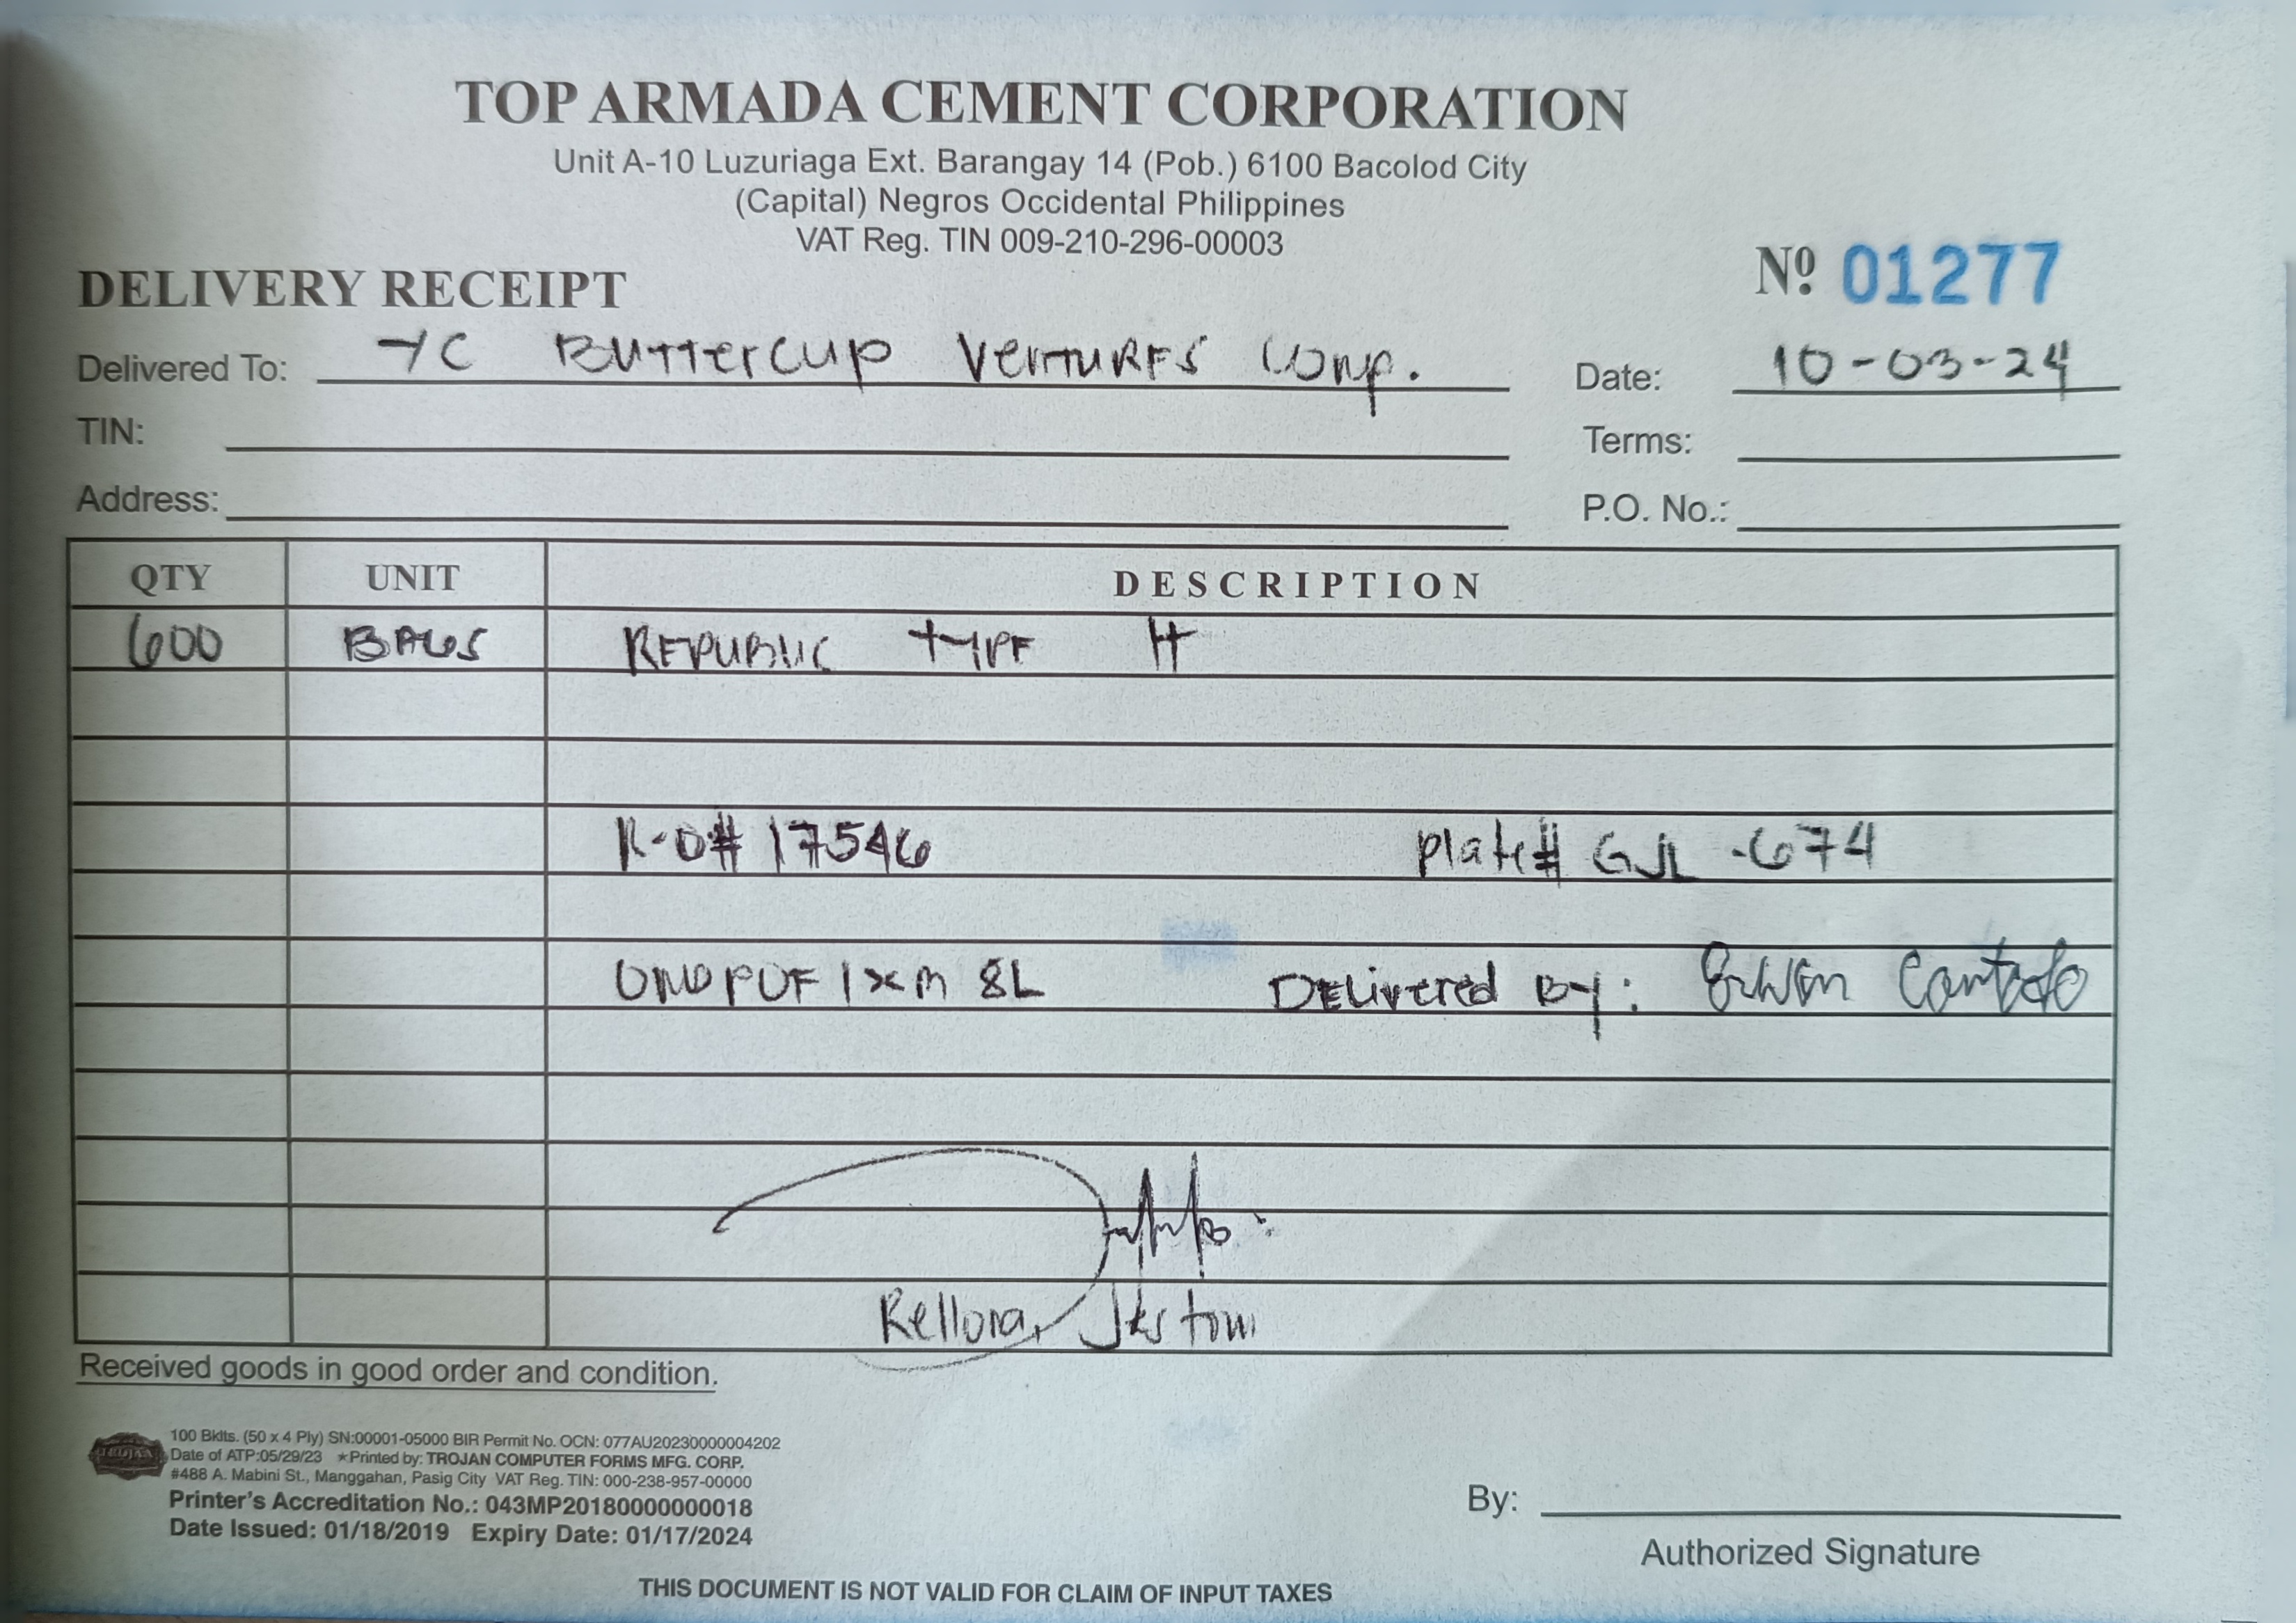 TOP ARMADA CEMENT CORPORATION
Unit A-10 Luzuriaga Ext. Barangay 14 (Pob.) 6100 Bacolod City
(Capital) Negros Occidental Philippines
VAT Reg. TIN 009-210-296-00003
DELIVERY RECEIPT
Nº 01277
Delivered To: YC Buttercup Ventures Corp.
Date: 10-03-24
TIN:
Terms:
Address:
P.O. No.:
QTY UNIT DESCRIPTION
600 BAGS REPUBLIC TYPE
R-O# 17546 Plate# GJL-674
Delivered By: Erwin
Rellora, 
Received goods in good order and condition.
100 Bklts. (50 x 4 Ply) SN:00001-05000 BIR Permit No. OCN: 077AU20230000004202
Date of ATP:05/29/23 ★Printed by: TROJAN COMPUTER FORMS MFG. CORP.
#488 A. Mabini St., Manggahan, Pasig City VAT Reg. TIN: 000-238-957-00000
Printer's Accreditation No.: 043MP20180000000018
Date Issued: 01/18/2019 Expiry Date: 01/17/2024
By:
Authorized Signature
THIS DOCUMENT IS NOT VALID FOR CLAIM OF INPUT TAXES